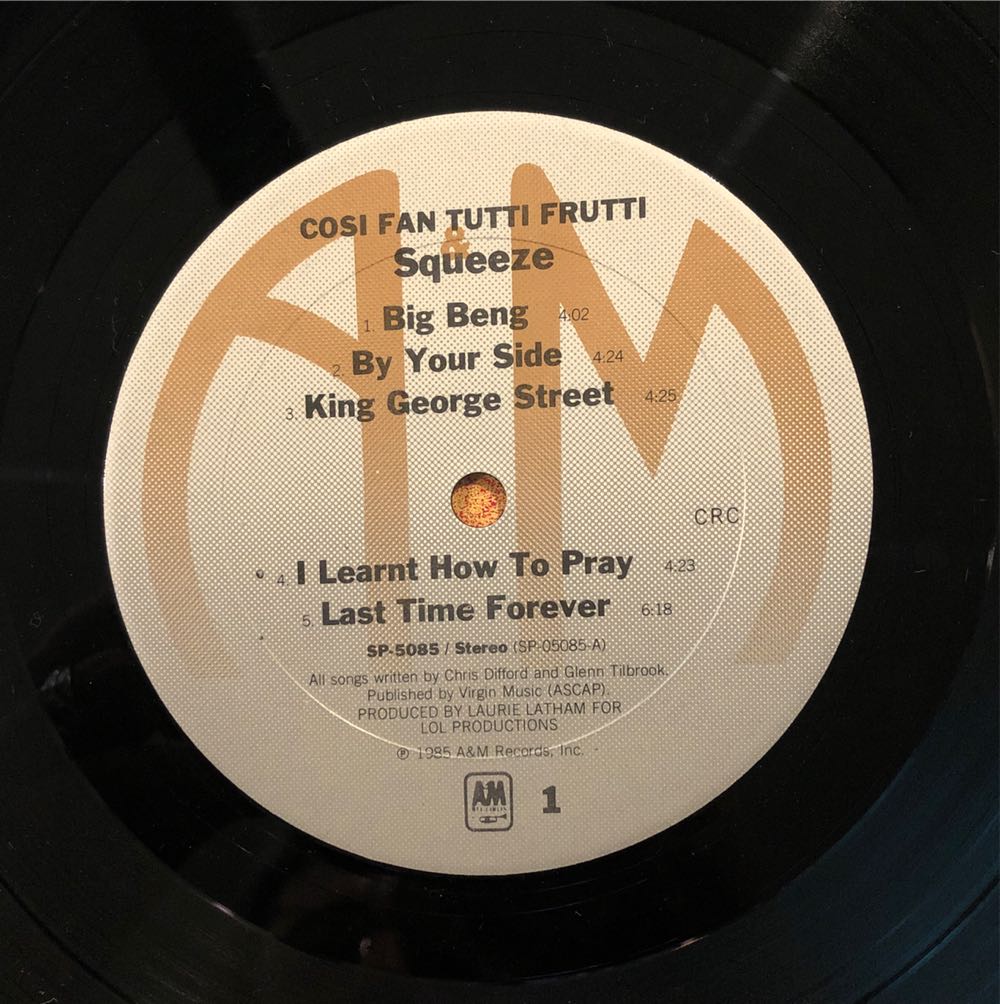 COSI FAN TUTTI FRUTTI
&
Squeeze
1. Big Beng 4:02
2. By Your Side 4:24
3. King George Street 4:25
CRC
4. I Learnt How To Pray 4:23
5. Last Time Forever 6:18
SP-5085 / Stereo (SP-05085-A)
All songs written by Chris Difford and Glenn Tilbrook.
Published by Virgin Music (ASCAP).
PRODUCED BY LAURIE LATHAM FOR
LOL PRODUCTIONS
℗ 1985 A&M Records, Inc.
A&M RECORDS 1